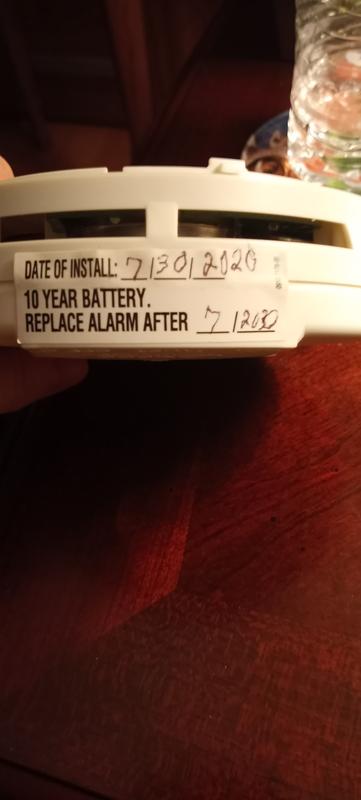 DATE OF INSTALL: 7/30/2020
10 YEAR BATTERY.
REPLACE ALARM AFTER 7/2030